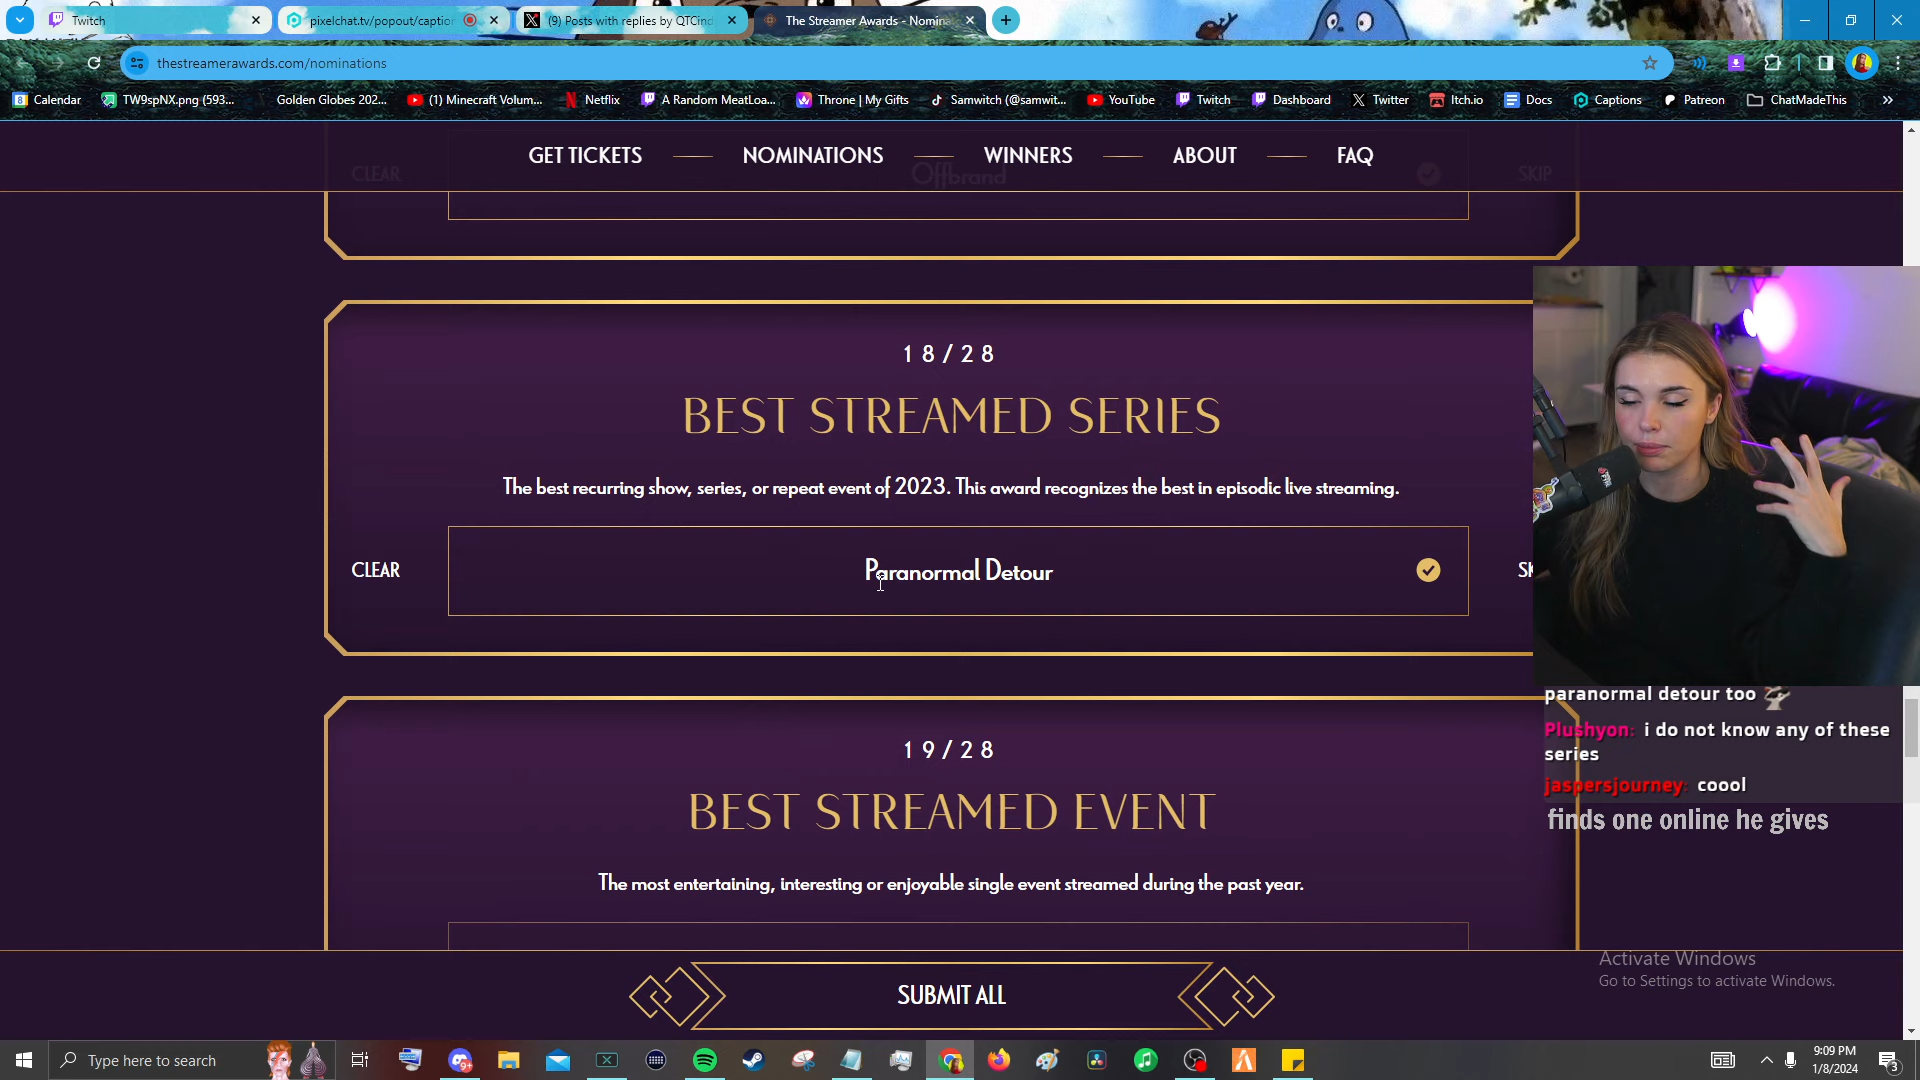 Twitch
pixelchat.tv/popout/captio
(9) Posts with replies by QTCind
The Streamer Awards - Nomina
thestreamerawards.com/nominations
Calendar
TW9spNX.png (593...
Golden Globes 202...
(1) Minecraft Volum...
Netflix
A Random MeatLoa...
Throne | My Gifts
Samwitch (@samwit...
YouTube
Twitch
Dashboard
Twitter
Itch.io
Docs
Captions
Patreon
ChatMadeThis
GET TICKETS
NOMINATIONS
WINNERS
ABOUT
FAQ
CLEAR
Offbrand
SKIP
18/28
BEST STREAMED SERIES
The best recurring show, series, or repeat event of 2023. This award recognizes the best in episodic live streaming.
CLEAR
Paranormal Detour
SK
19/28
BEST STREAMED EVENT
The most entertaining, interesting or enjoyable single event streamed during the past year.
paranormal detour too
Plushyon: i do not know any of these
series
jaspersjourney: coool
finds one online he gives
Activate Windows
Go to Settings to activate Windows.
SUBMIT ALL
Type here to search
9+
9:09 PM
1/8/2024
3